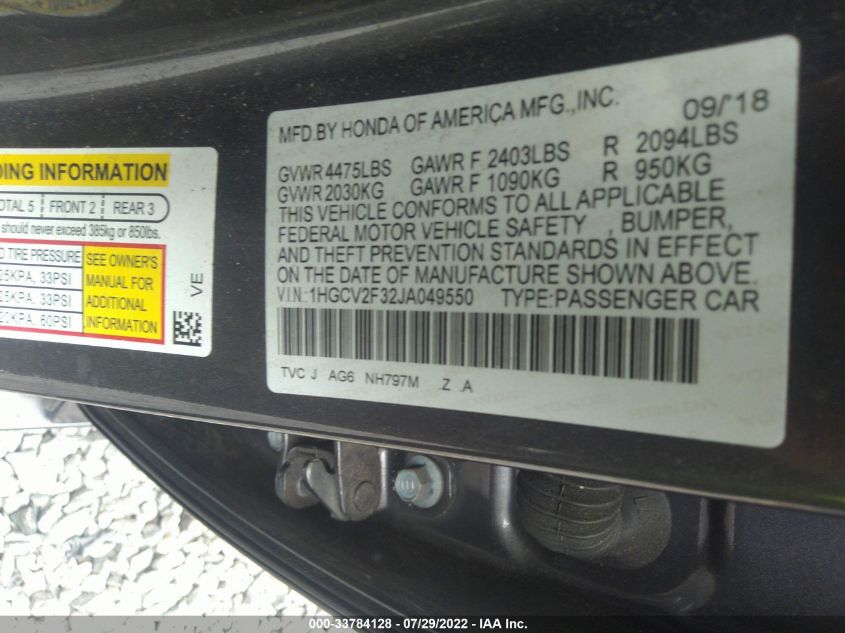 MFD.BY HONDA OF AMERICA MFG.,INC. 09/'18
GVWR 4475LBS GAWR F 2403LBS R 2094LBS
GVWR 2030KG GAWR F 1090KG R 950KG
THIS VEHICLE CONFORMS TO ALL APPLICABLE
FEDERAL MOTOR VEHICLE SAFETY , BUMPER,
AND THEFT PREVENTION STANDARDS IN EFFECT
ON THE DATE OF MANUFACTURE SHOWN ABOVE.
V.I.N.:1HGCV2F32JA049550 TYPE:PASSENGER CAR
TVC J AG6 NH797M Z A
DING INFORMATION
OTAL 5 FRONT 2 REAR 3
should never exceed 385kg or 850lbs.
TIRE PRESSURE
25KPA, 33PSI
25KPA, 33PSI
20KPA, 60PSI
SEE OWNER'S
MANUAL FOR
ADDITIONAL
INFORMATION
VE
000-33784128 - 07/29/2022 - IAA Inc.